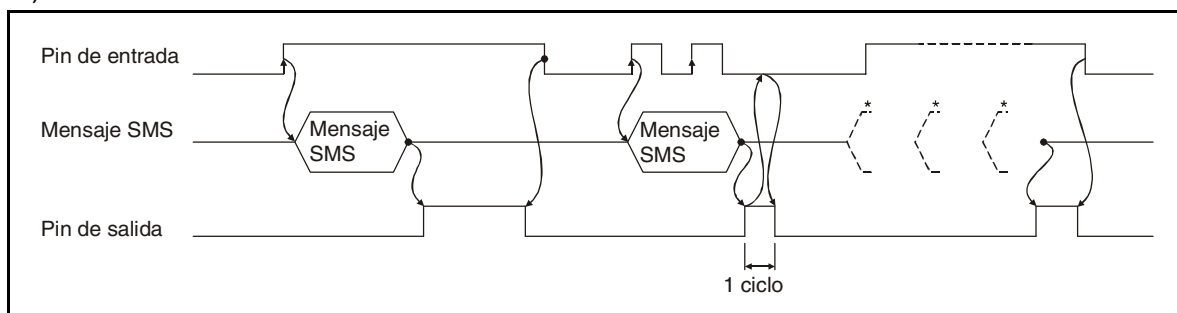 Pin de entrada
* * *
Mensaje SMS
Mensaje
SMS
Mensaje
SMS
Pin de salida
1 ciclo